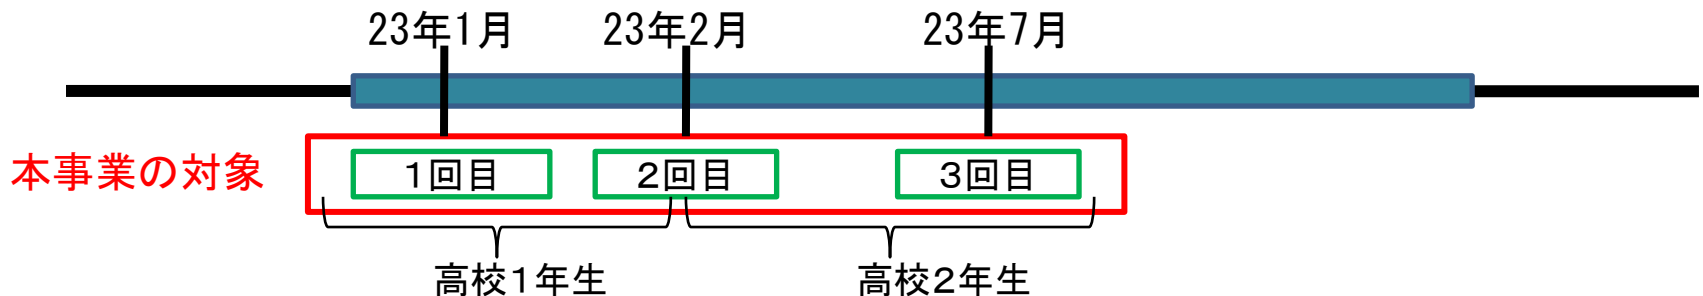 23年1月
23年2月
23年7月
本事業の対象
1回目
2回目
3回目
高校1年生
高校2年生